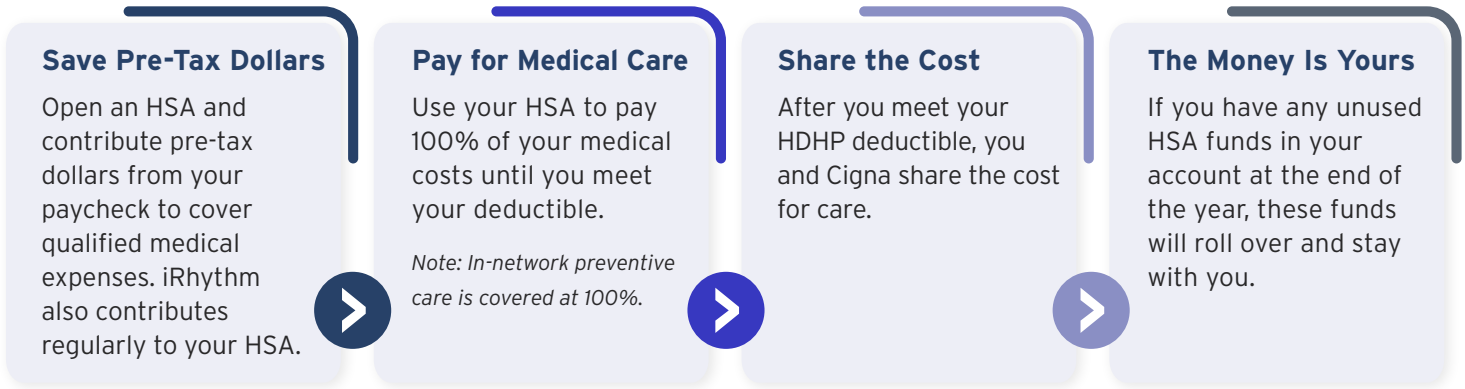 Save Pre-Tax Dollars
Open an HSA and
contribute pre-tax
dollars from your
paycheck to cover
qualified medical
expenses. iRhythm
also contributes
regularly to your HSA.
Pay for Medical Care
Use your HSA to pay
100% of your medical
costs until you meet
your deductible.
Note: In-network preventive
care is covered at 100%.
Share the Cost
After you meet your
HDHP deductible, you
and Cigna share the cost
for care.
The Money Is Yours
If you have any unused
HSA funds in your
account at the end of
the year, these funds
will roll over and stay
with you.